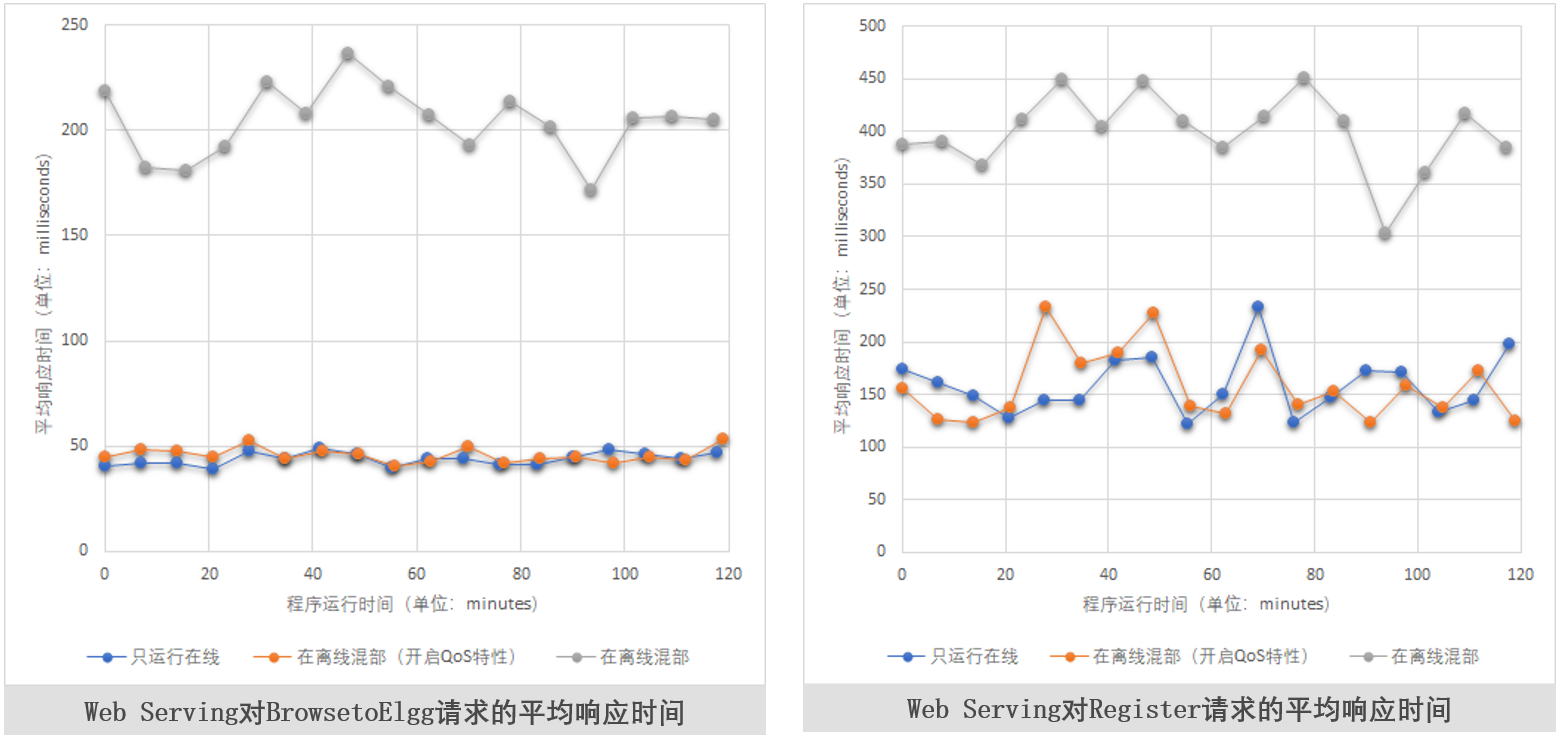 250
200
150
100
50
0
平均响应时间（单位：milliseconds）
0 20 40 60 80 100 120
程序运行时间（单位：minutes）
只运行在线 在离线混部（开启QoS特性） 在离线混部
Web Serving对BrowsetoElgg请求的平均响应时间
500
450
400
350
300
250
200
150
100
50
0
平均响应时间（单位：milliseconds）
0 20 40 60 80 100 120
程序运行时间（单位：minutes）
只运行在线 在离线混部（开启QoS特性） 在离线混部
Web Serving对Register请求的平均响应时间